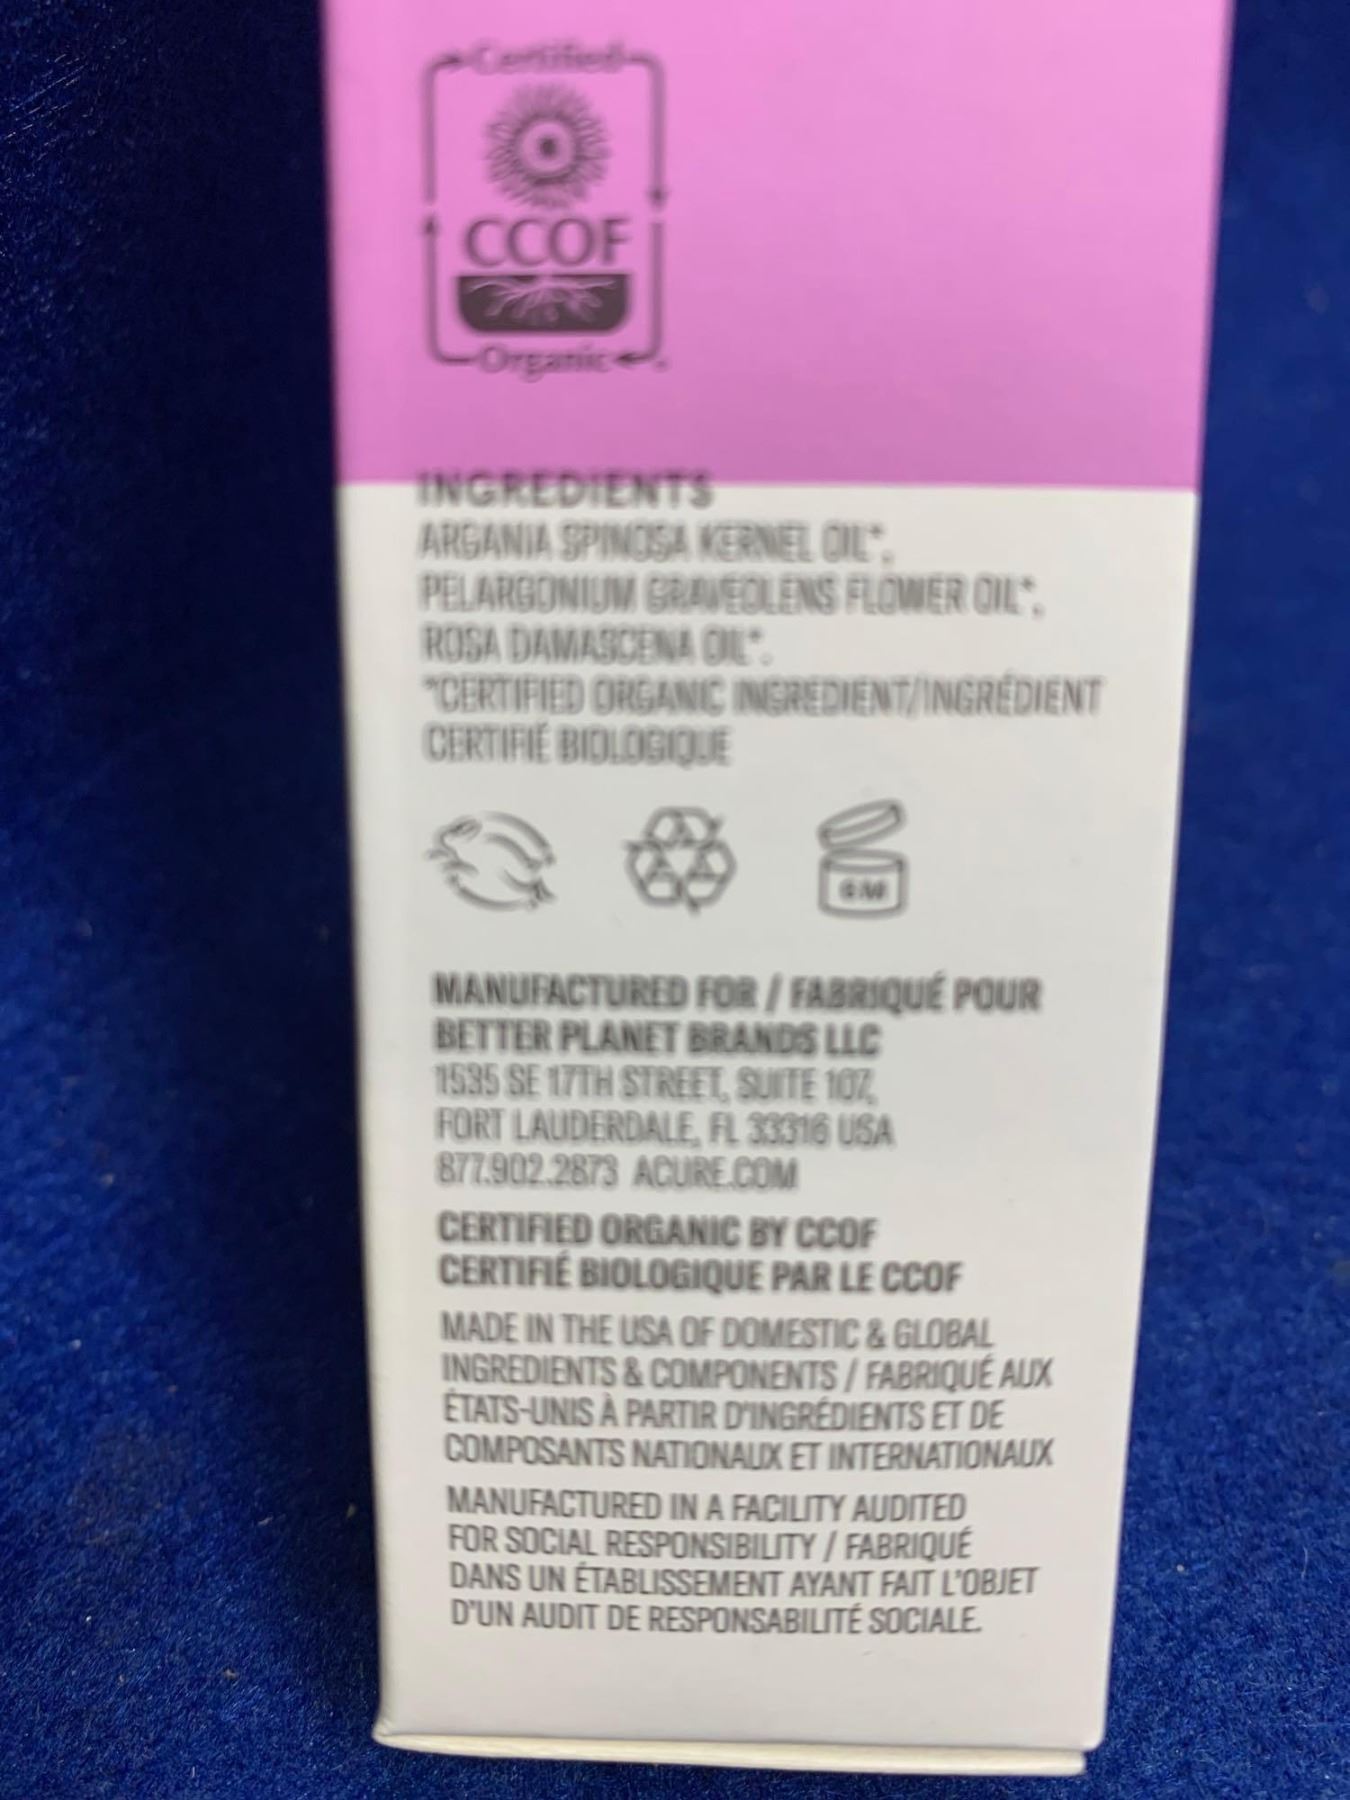 Certified
CCOF
Organic
INGREDIENTS
ARGANIA SPINOSA KERNEL OIL*,
PELARGONIUM GRAVEOLENS FLOWER OIL*,
ROSA DAMASCENA OIL*.
*CERTIFIED ORGANIC INGREDIENT/INGRÉDIENT
CERTIFIÉ BIOLOGIQUE
6M
MANUFACTURED FOR / FABRIQUÉ POUR
BETTER PLANET BRANDS LLC
1535 SE 17TH STREET, SUITE 107,
FORT LAUDERDALE, FL 33316 USA
877.902.2873 ACURE.COM
CERTIFIED ORGANIC BY CCOF
CERTIFIÉ BIOLOGIQUE PAR LE CCOF
MADE IN THE USA OF DOMESTIC & GLOBAL
INGREDIENTS & COMPONENTS / FABRIQUÉ AUX
ÉTATS-UNIS À PARTIR D'INGRÉDIENTS ET DE
COMPOSANTS NATIONAUX ET INTERNATIONAUX
MANUFACTURED IN A FACILITY AUDITED
FOR SOCIAL RESPONSIBILITY / FABRIQUÉ
DANS UN ÉTABLISSEMENT AYANT FAIT L'OBJET
D'UN AUDIT DE RESPONSABILITÉ SOCIALE.